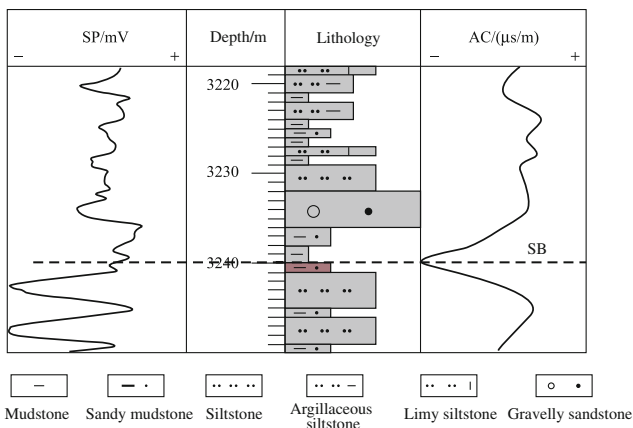 SP/mV Depth/m Lithology AC/(μs/m)
− + − +
3220
3230
SB
3240
Mudstone Sandy mudstone Siltstone Argillaceous siltstone Limy siltstone Gravelly sandstone